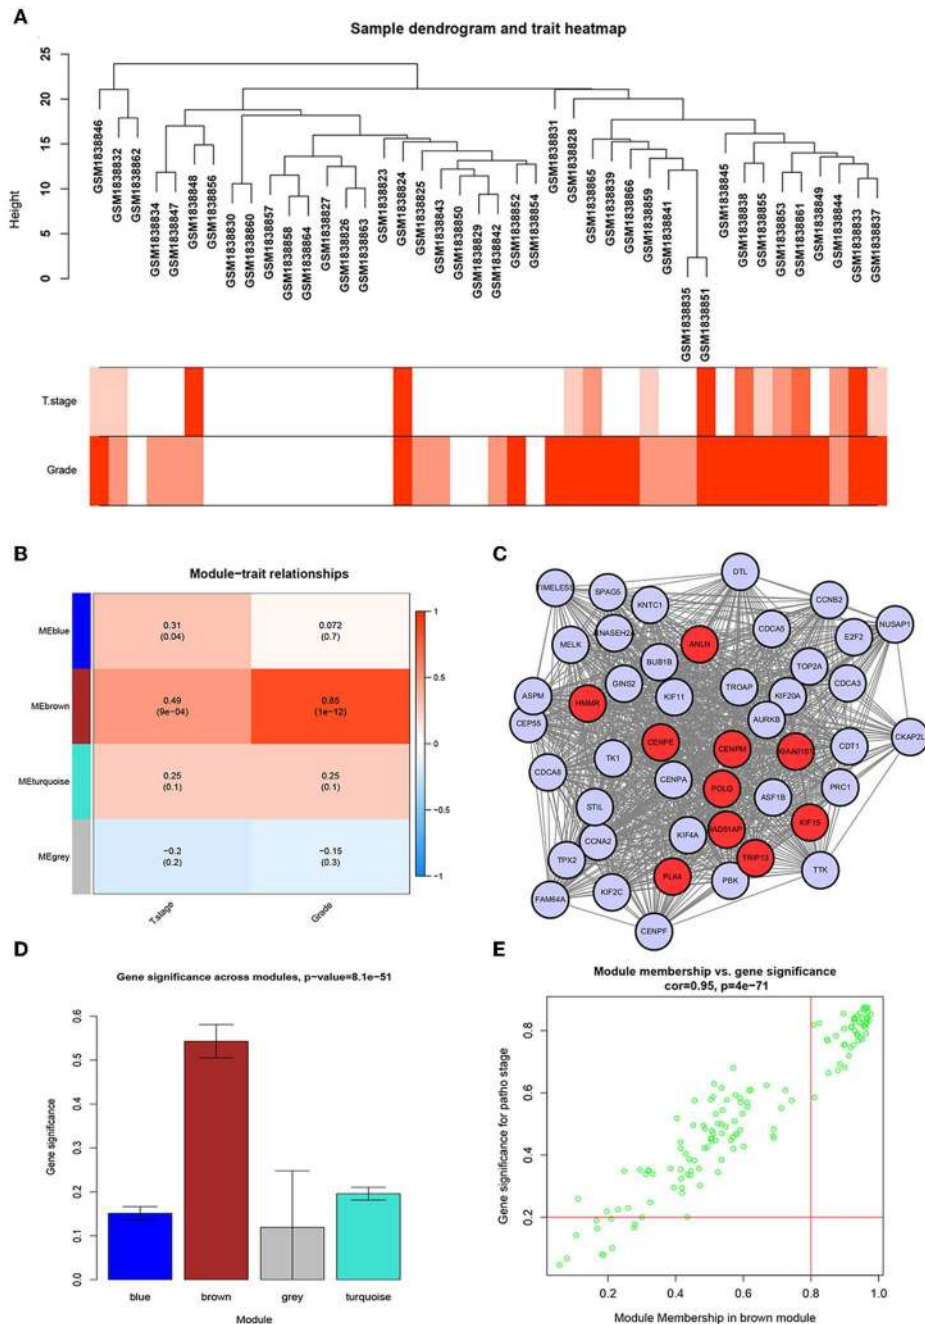 A
Sample dendrogram and trait heatmap
Height
25
20
15
10
5
0
GSM1838846
GSM1838832
GSM1838862
GSM1838834
GSM1838847
GSM1838848
GSM1838856
GSM1838830
GSM1838860
GSM1838857
GSM1838858
GSM1838864
GSM1838827
GSM1838826
GSM1838863
GSM1838823
GSM1838824
GSM1838825
GSM1838843
GSM1838850
GSM1838829
GSM1838842
GSM1838852
GSM1838854
GSM1838831
GSM1838828
GSM1838865
GSM1838839
GSM1838866
GSM1838859
GSM1838841
GSM1838835
GSM1838851
GSM1838845
GSM1838838
GSM1838855
GSM1838853
GSM1838861
GSM1838849
GSM1838844
GSM1838833
GSM1838837
T.stage
Grade
B
Module−trait relationships
MEblue
0.31
(0.04)
0.072
(0.7)
MEbrown
0.49
(9e−04)
0.85
(1e−12)
MEturquoise
0.25
(0.1)
0.25
(0.1)
MEgrey
−0.2
(0.2)
−0.15
(0.3)
T.stage
Grade
1
0.5
0
−0.5
−1
C
DTL
TIMELESS
SPAG5
KNTC1
CCNB2
NUSAP1
CDCA5
E2F2
MELK
ANLN
BUB1B
TOP2A
CDCA3
GINS2
TROAP
KIF11
KIF20A
ASPM
HMMR
CEP55
AURKB
CKAP2L
CENPE
CENPM
CDT1
TK1
CDCA8
CENPA
POLQ
ASF1B
PRC1
STIL
KIF4A
RAD51AP
KIF15
CCNA2
TPX2
TRIP13
TTK
PLK4
PBK
FAM64A
KIF2C
CENPF
D
Gene significance across modules, p−value=8.1e−51
Gene significance
0.6
0.5
0.4
0.3
0.2
0.1
0.0
blue
brown
grey
turquoise
Module
E
Module membership vs. gene significance
cor=0.95, p=4e−71
Gene significance for patho stage
0.8
0.6
0.4
0.2
0.2
0.4
0.6
0.8
1.0
Module Membership in brown module